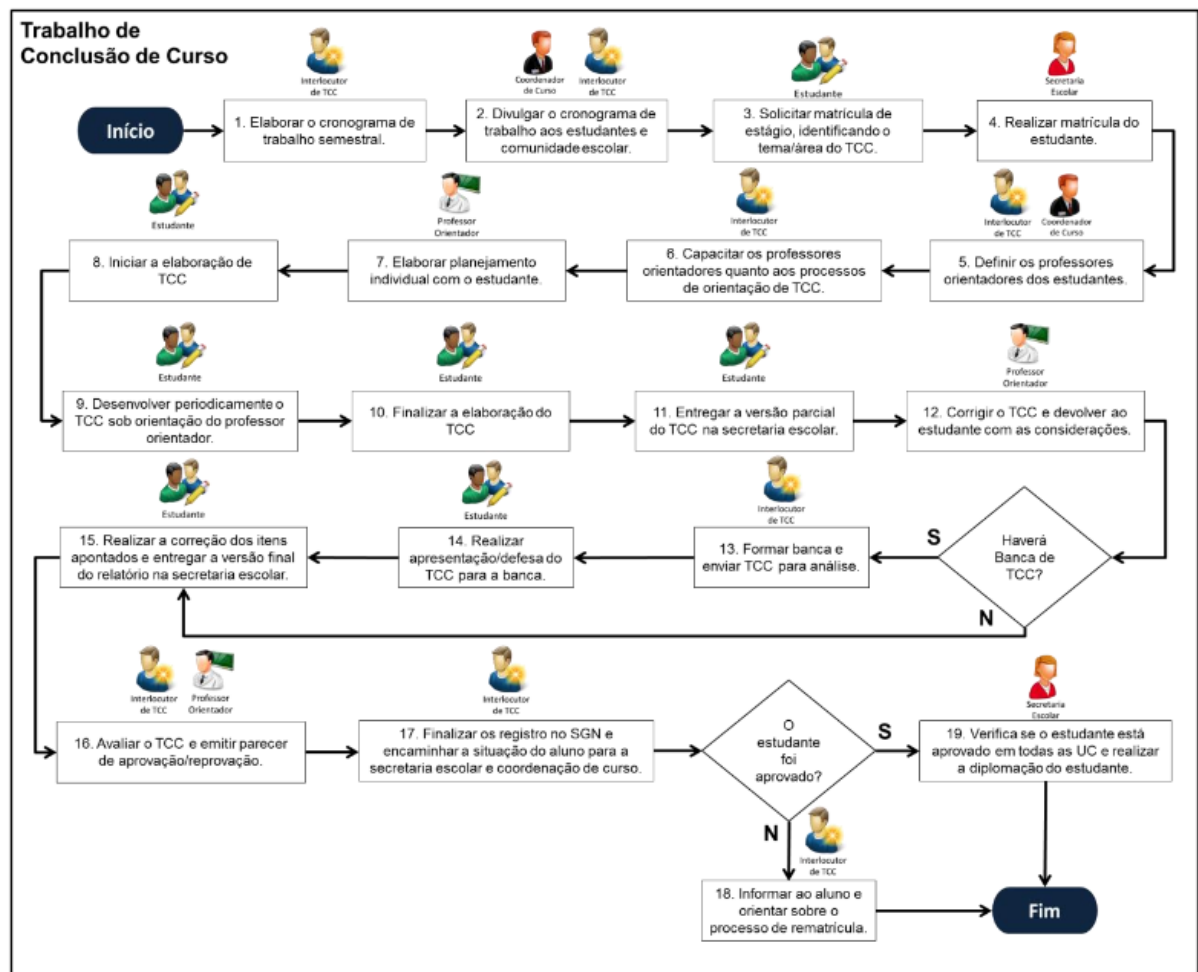 Trabalho de
Conclusão de Curso
Interlocutor
de TCC
Coordenador
de Curso
Interlocutor
de TCC
Estudante
Secretaria
Escolar
Início
1. Elaborar o cronograma de
trabalho semestral.
2. Divulgar o cronograma de
trabalho aos estudantes e
comunidade escolar.
3. Solicitar matrícula de
estágio, identificando o
tema/área do TCC.
4. Realizar matrícula do
estudante.
Estudante
Professor
Orientador
Interlocutor
de TCC
Interlocutor
de TCC
Coordenador
de Curso
8. Iniciar a elaboração de
TCC
7. Elaborar planejamento
individual com o estudante.
6. Capacitar os professores
orientadores quanto aos processos
de orientação de TCC.
5. Definir os professores
orientadores dos estudantes.
Estudante
Estudante
Estudante
Professor
Orientador
9. Desenvolver periodicamente o
TCC sob orientação do professor
orientador.
10. Finalizar a elaboração do
TCC
11. Entregar a versão parcial
do TCC na secretaria escolar.
12. Corrigir o TCC e devolver ao
estudante com as considerações.
Estudante
Estudante
Interlocutor
de TCC
15. Realizar a correção dos itens
apontados e entregar a versão final
do relatório na secretaria escolar.
14. Realizar
apresentação/defesa do
TCC para a banca.
13. Formar banca e
enviar TCC para análise.
S
Haverá
Banca de
TCC?
N
Interlocutor
de TCC
Professor
Orientador
Interlocutor
de TCC
Secretaria
Escolar
16. Avaliar o TCC e emitir parecer
de aprovação/reprovação.
17. Finalizar os registro no SGN e
encaminhar a situação do aluno para a
secretaria escolar e coordenação de curso.
O
estudante
foi
aprovado?
S
19. Verifica se o estudante está
aprovado em todas as UC e realizar
a diplomação do estudante.
N
Interlocutor
de TCC
18. Informar ao aluno e
orientar sobre o
processo de rematrícula.
Fim